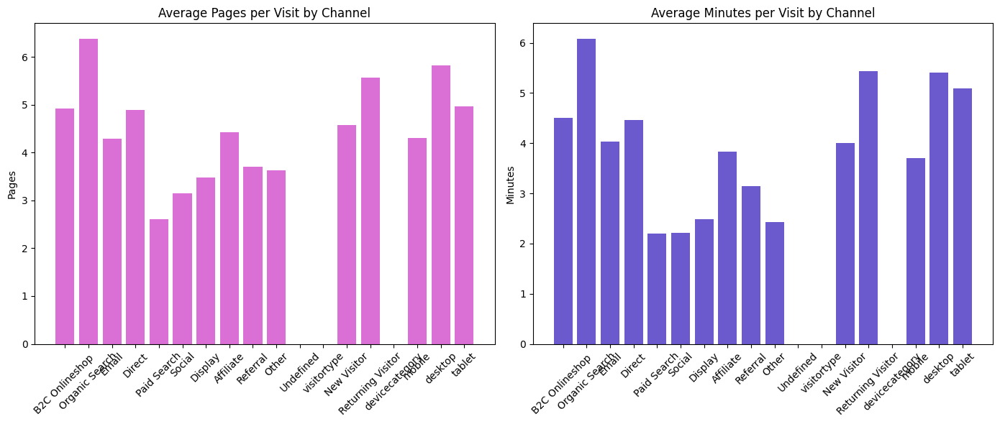 Average Pages per Visit by Channel
Pages
6
5
4
3
2
1
0
B2C Onlineshop
Organic Search
Email
Direct
Paid Search
Social
Display
Affiliate
Referral
Other
Undefined
visitortype
New Visitor
Returning Visitor
devicecategory
mobile
desktop
tablet
Average Minutes per Visit by Channel
Minutes
6
5
4
3
2
1
0
B2C Onlineshop
Organic Search
Email
Direct
Paid Search
Social
Display
Affiliate
Referral
Other
Undefined
visitortype
New Visitor
Returning Visitor
devicecategory
mobile
desktop
tablet